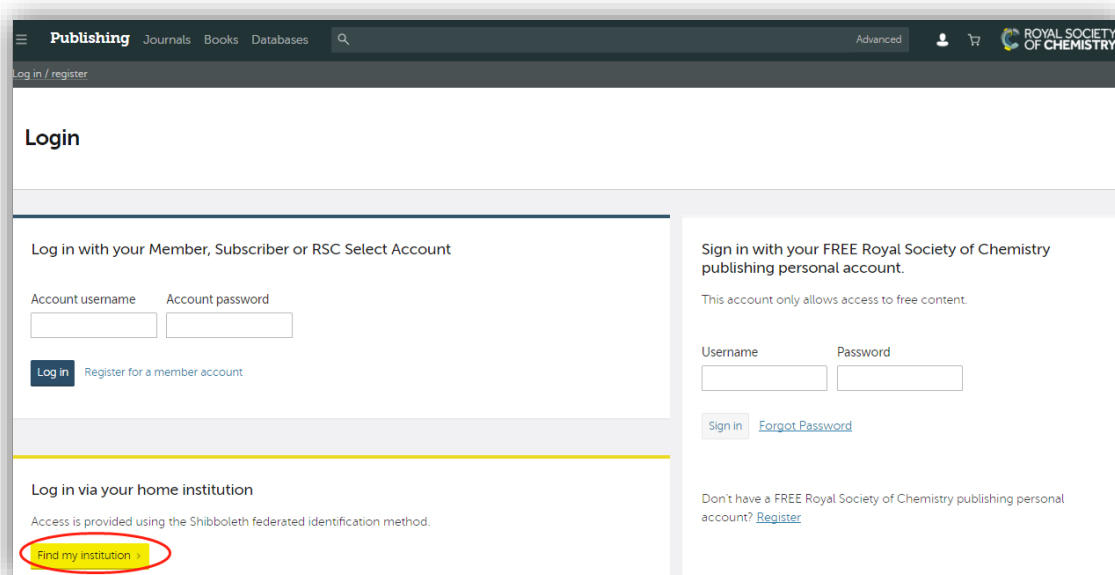 Publishing Journals Books Databases Advanced ROYAL SOCIETY
OF CHEMISTRY
Log in / register
Login
Log in with your Member, Subscriber or RSC Select Account
Account username Account password
Log in Register for a member account
Log in via your home institution
Access is provided using the Shibboleth federated identification method.
Find my institution ›
Sign in with your FREE Royal Society of Chemistry
publishing personal account.
This account only allows access to free content.
Username Password
Sign in Forgot Password
Don't have a FREE Royal Society of Chemistry publishing personal
account? Register